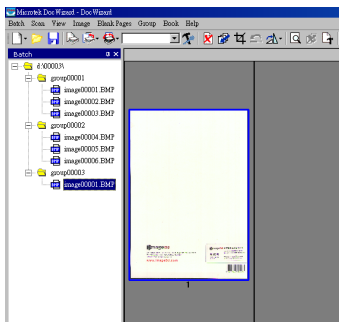 Microtek Doc Wizard - DocWizard
Batch Scan View Image Blank Pages Group Book Help
Batch
d:\00003\
group00001
image00001.BMP
image00002.BMP
image00003.BMP
group00002
image00004.BMP
image00005.BMP
image00006.BMP
group00003
image00001.BMP
1